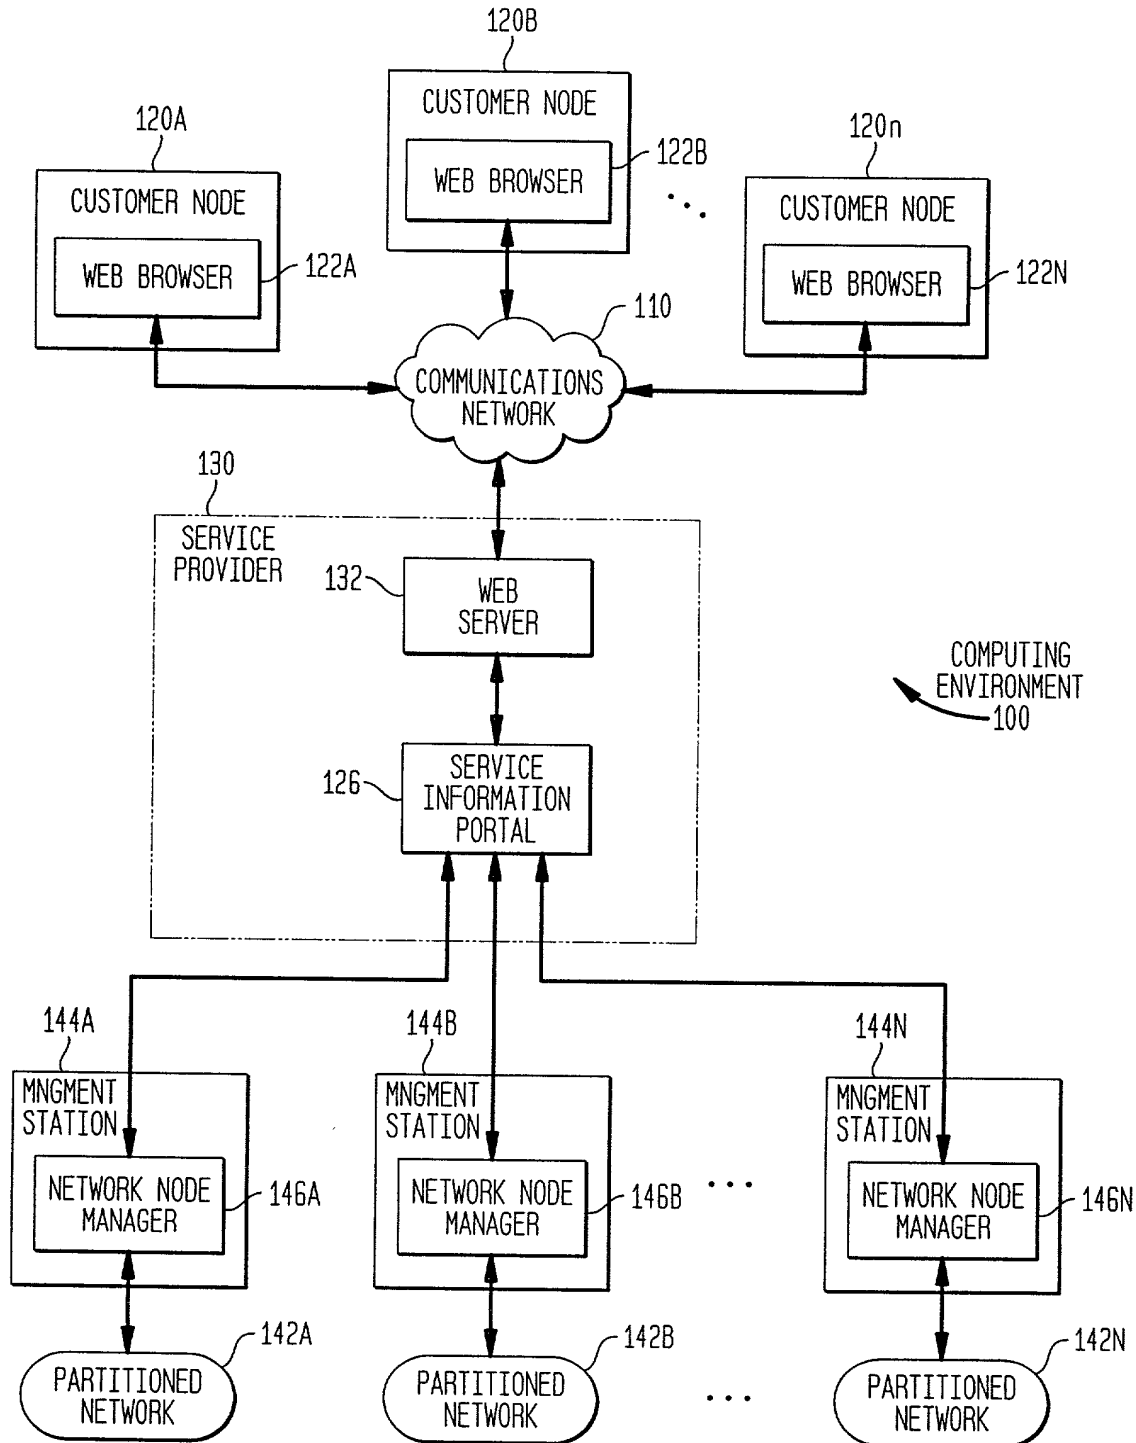 120B
CUSTOMER NODE
WEB BROWSER
122B
120A
CUSTOMER NODE
WEB BROWSER
122A
120n
CUSTOMER NODE
WEB BROWSER
122N
110
COMMUNICATIONS
NETWORK
130
SERVICE
PROVIDER
132
WEB
SERVER
COMPUTING
ENVIRONMENT
100
126
SERVICE
INFORMATION
PORTAL
144A
MNGMENT
STATION
NETWORK NODE
MANAGER
146A
144B
MNGMENT
STATION
NETWORK NODE
MANAGER
146B
...
144N
MNGMENT
STATION
NETWORK NODE
MANAGER
146N
142A
PARTITIONED
NETWORK
142B
PARTITIONED
NETWORK
...
142N
PARTITIONED
NETWORK